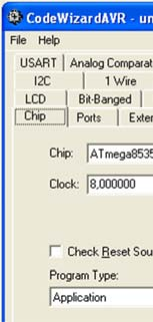 CodeWizardAVR - un
File Help
USART Analog Comparat
I2C 1 Wire
LCD Bit-Banged
Chip Ports Exter
Chip: ATmega8535
Clock: 8,000000
Check Reset Sou
Program Type:
Application